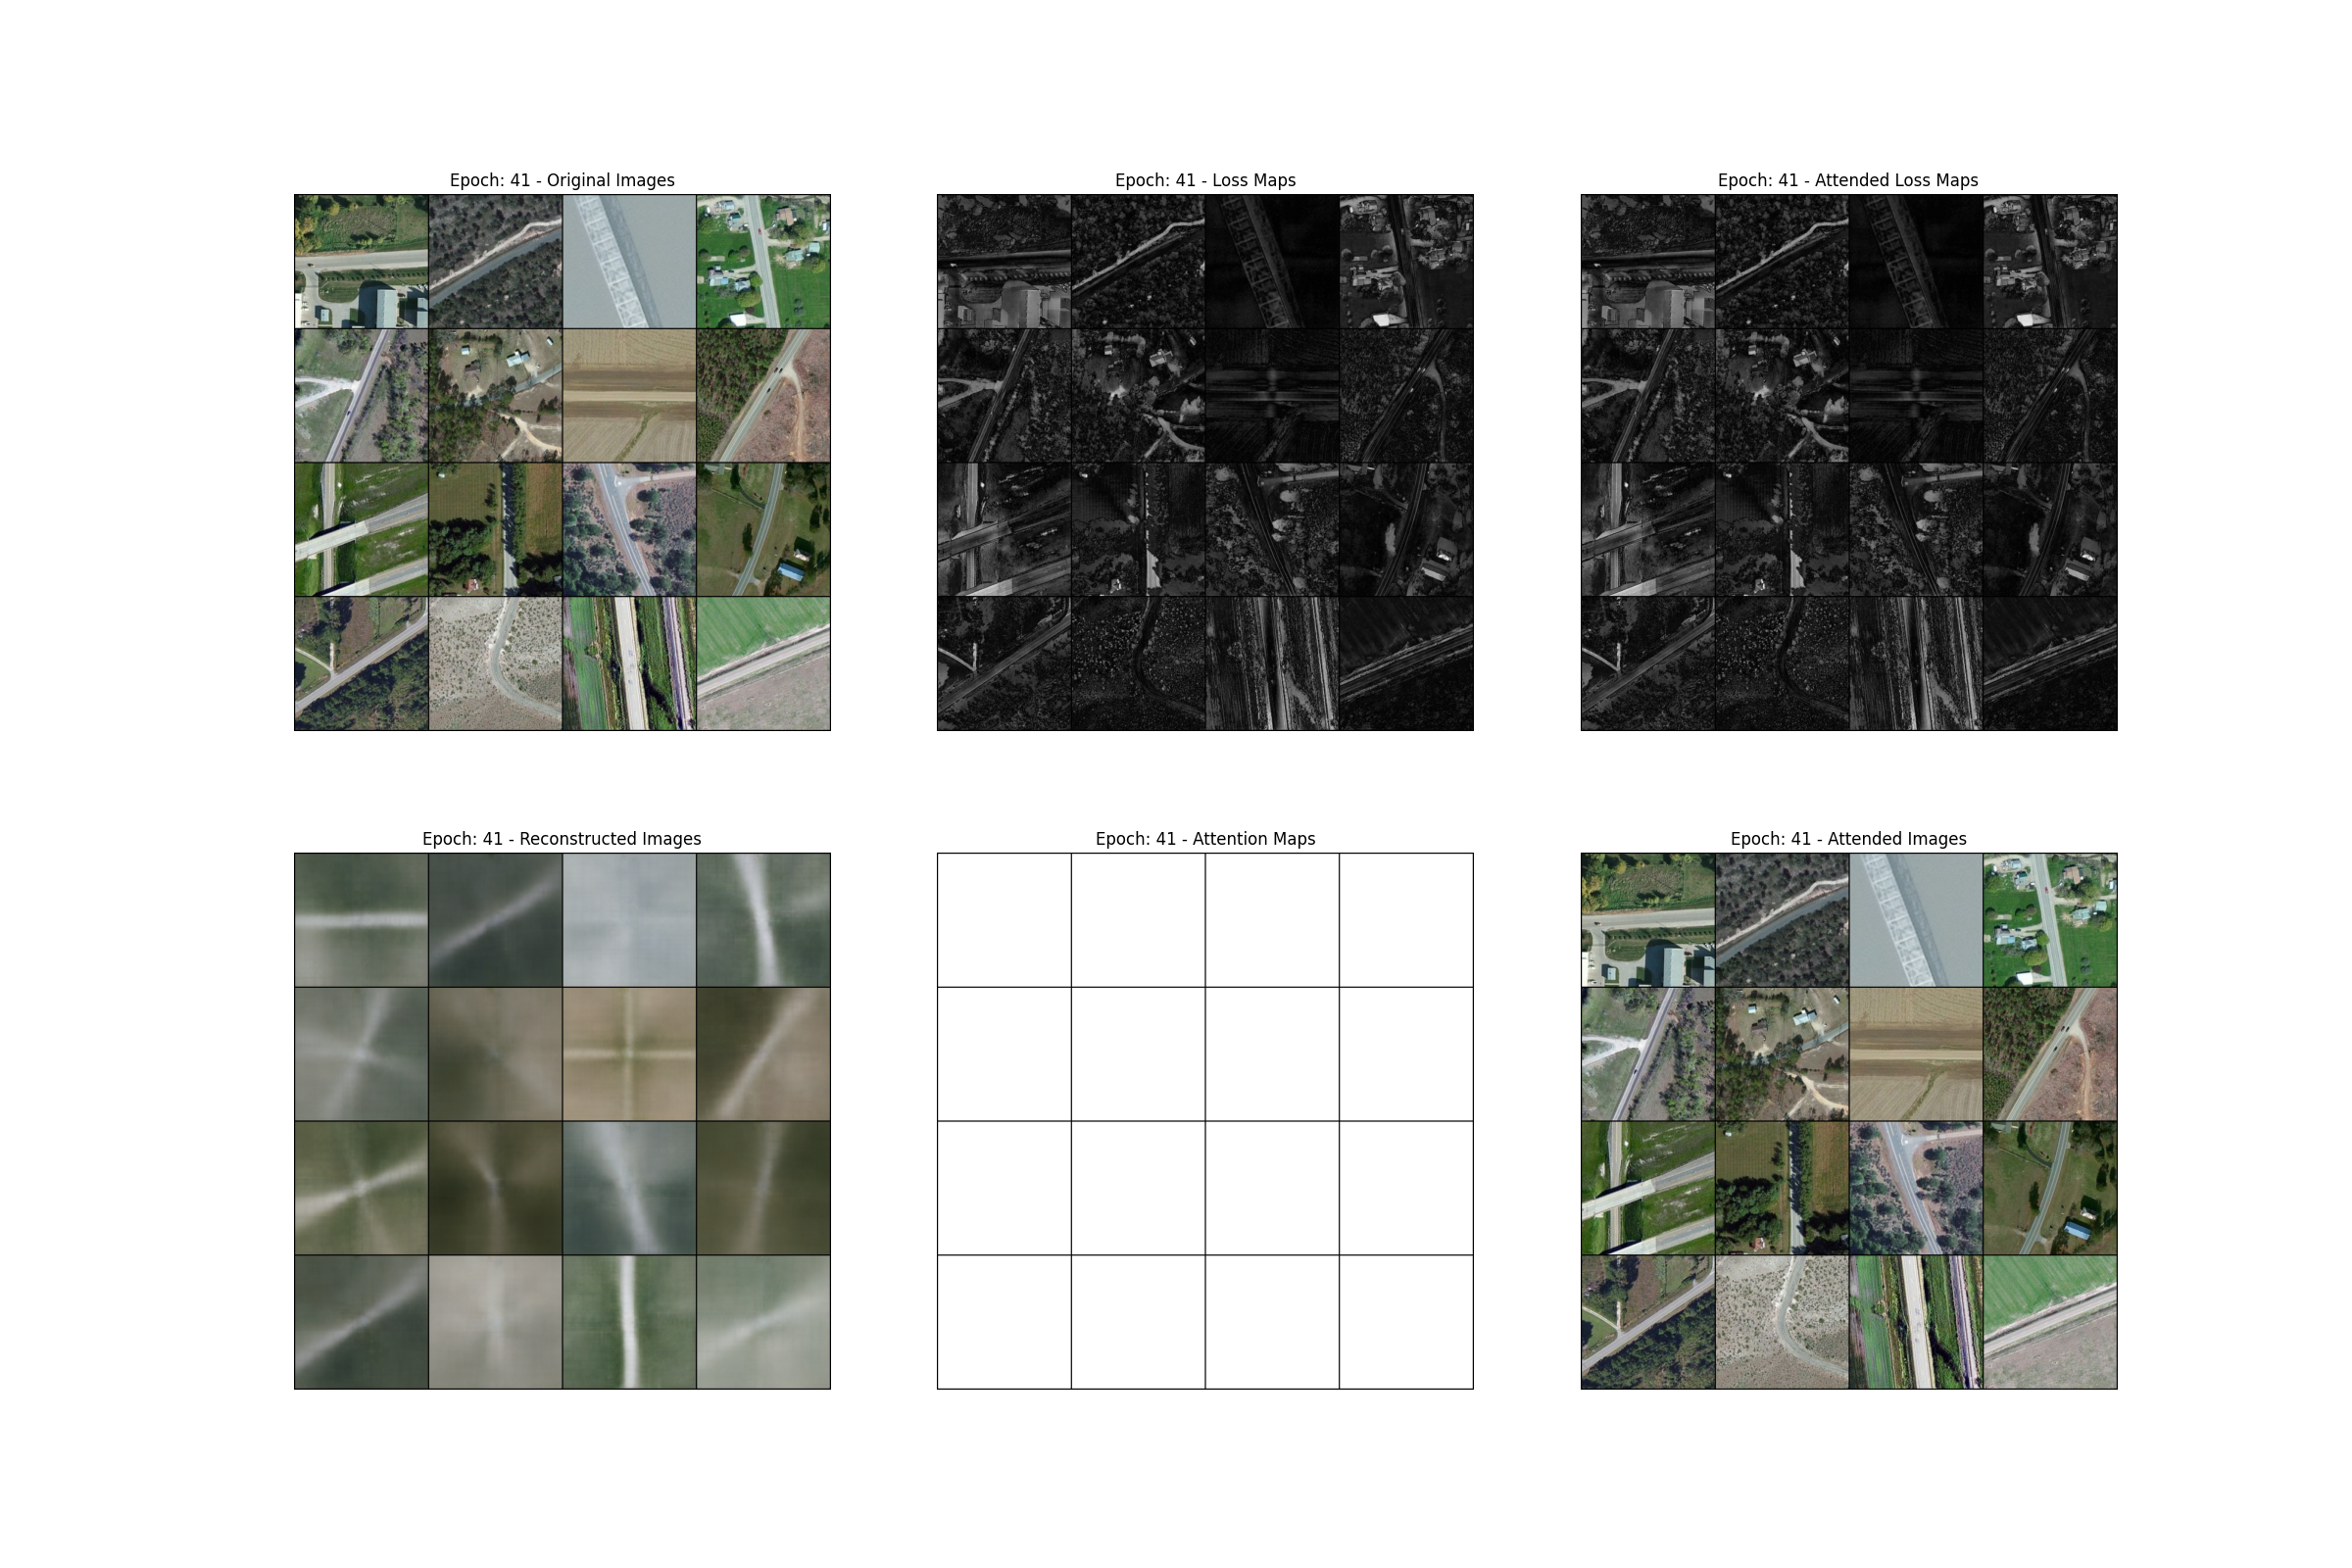 Epoch: 41 - Original Images
Epoch: 41 - Loss Maps
Epoch: 41 - Attended Loss Maps
Epoch: 41 - Reconstructed Images
Epoch: 41 - Attention Maps
Epoch: 41 - Attended Images